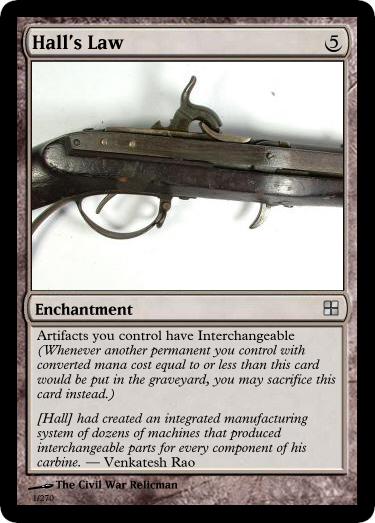 Hall's Law 5
Enchantment
Artifacts you control have Interchangeable
(Whenever another permanent you control with
converted mana cost equal to or less than this card
would be put in the graveyard, you may sacrifice this
card instead.)
[Hall] had created an integrated manufacturing
system of dozens of machines that produced
interchangeable parts for every component of his
carbine. — Venkatesh Rao
The Civil War Relicman
1/270